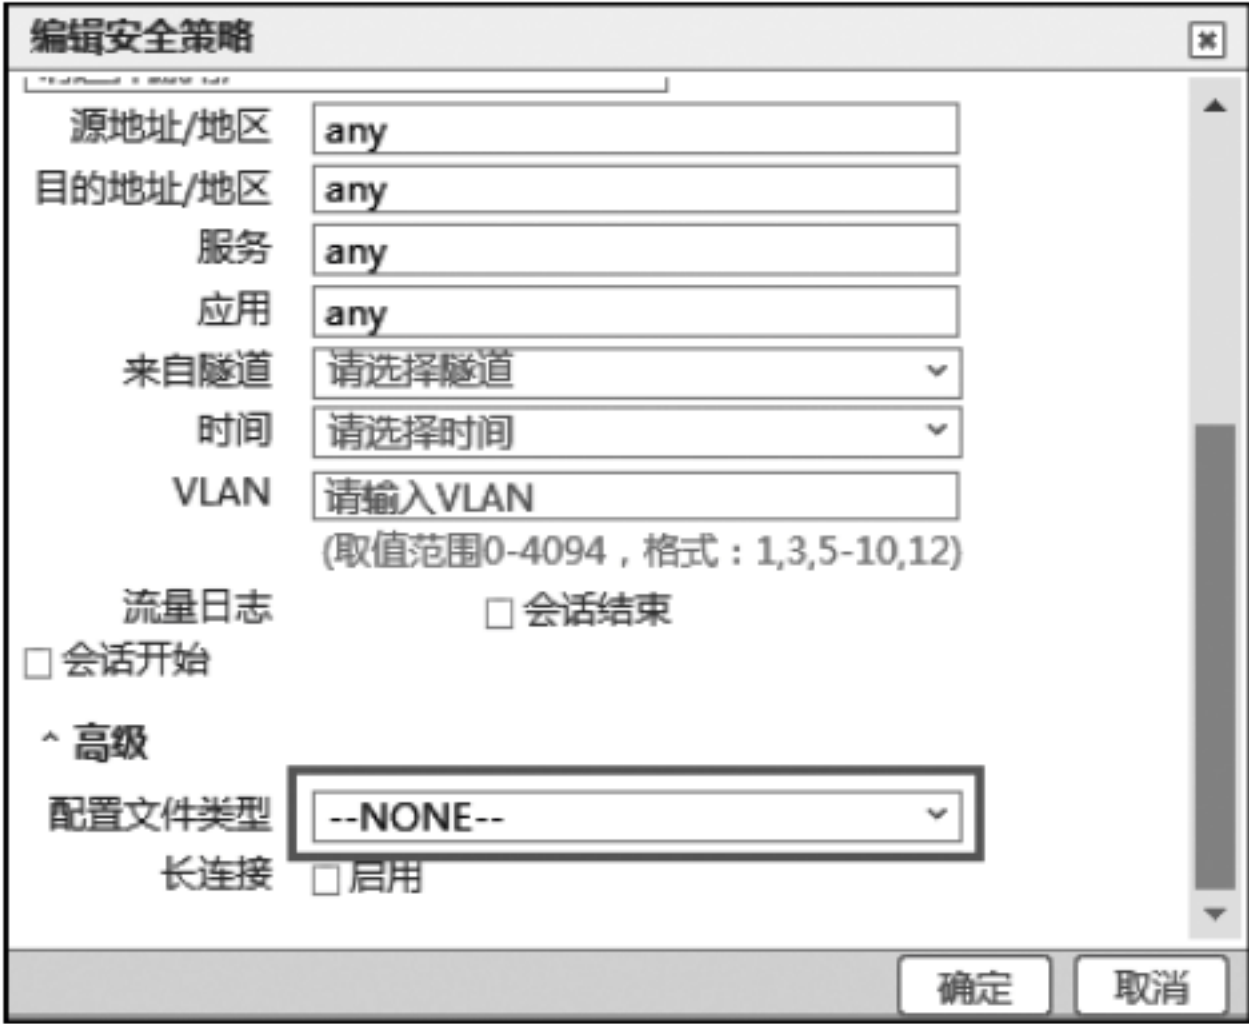 编辑安全策略
源地址/地区 any
目的地址/地区 any
服务 any
应用 any
来自隧道 请选择隧道
时间 请选择时间
VLAN 请输入VLAN
(取值范围0-4094，格式：1,3,5-10,12)
流量日志 会话结束
会话开始
高级
配置文件类型 --NONE--
长连接 启用
确定 取消